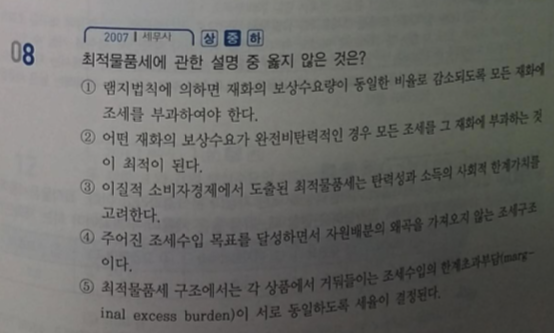 2007 | 세무사 상 중 하
08 최적물품세에 관한 설명 중 옳지 않은 것은?
① 램지법칙에 의하면 재화의 보상수요량이 동일한 비율로 감소되도록 모든 재화에
조세를 부과하여야 한다.
② 어떤 재화의 보상수요가 완전비탄력적인 경우 모든 조세를 그 재화에 부과하는 것
이 최적이 된다.
③ 이질적 소비자경제에서 도출된 최적물품세는 탄력성과 소득의 사회적 한계가치를
고려한다.
④ 주어진 조세수입 목표를 달성하면서 자원배분의 왜곡을 가져오지 않는 조세구조
이다.
⑤ 최적물품세 구조에서는 각 상품에서 거둬들이는 조세수입의 한계초과부담(marg-
inal excess burden)이 서로 동일하도록 세율이 결정된다.